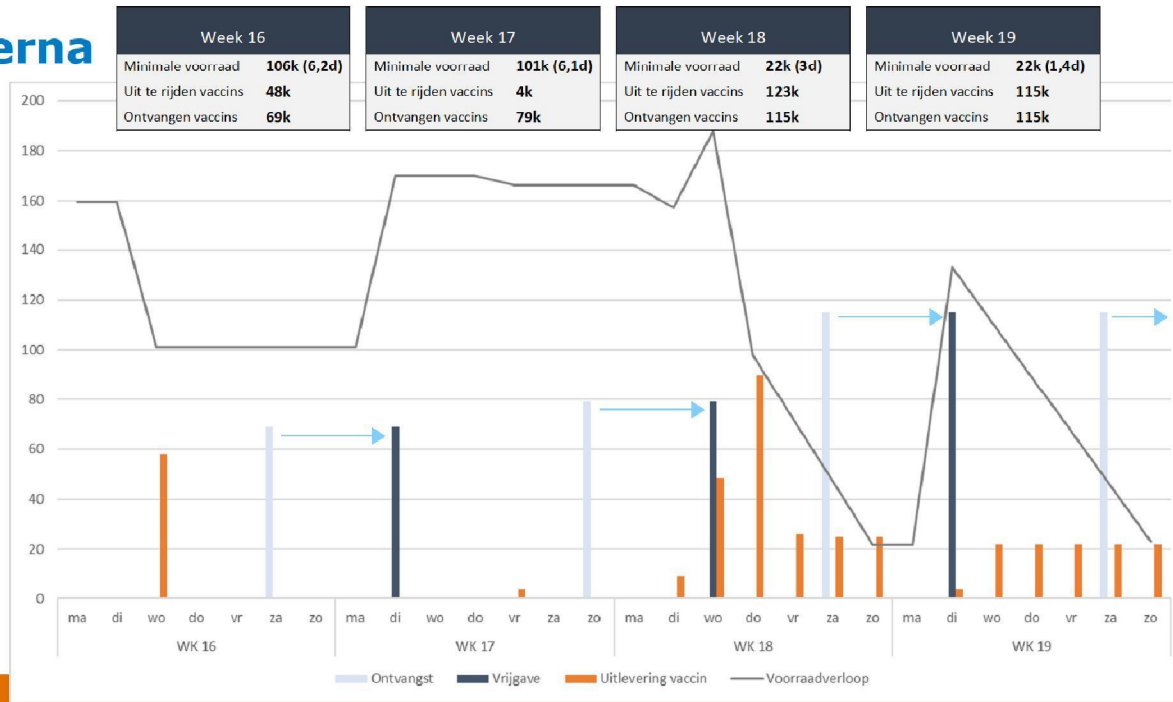 erna
Week 16
Minimale voorraad 106k (6,2d)
Uit te rijden vaccins 48k
Ontvangen vaccins 69k
Week 17
Minimale voorraad 101k (6,1d)
Uit te rijden vaccins 4k
Ontvangen vaccins 79k
Week 18
Minimale voorraad 22k (3d)
Uit te rijden vaccins 123k
Ontvangen vaccins 115k
Week 19
Minimale voorraad 22k (1,4d)
Uit te rijden vaccins 115k
Ontvangen vaccins 115k
200
180
160
140
120
100
80
60
40
20
0
ma di wo do vr za zo ma di wo do vr za zo ma di wo do vr za zo ma di wo do vr za zo
WK 16 WK 17 WK 18 WK 19
Ontvangst Vrijgave Uitlevering vaccin Voorraadverloop